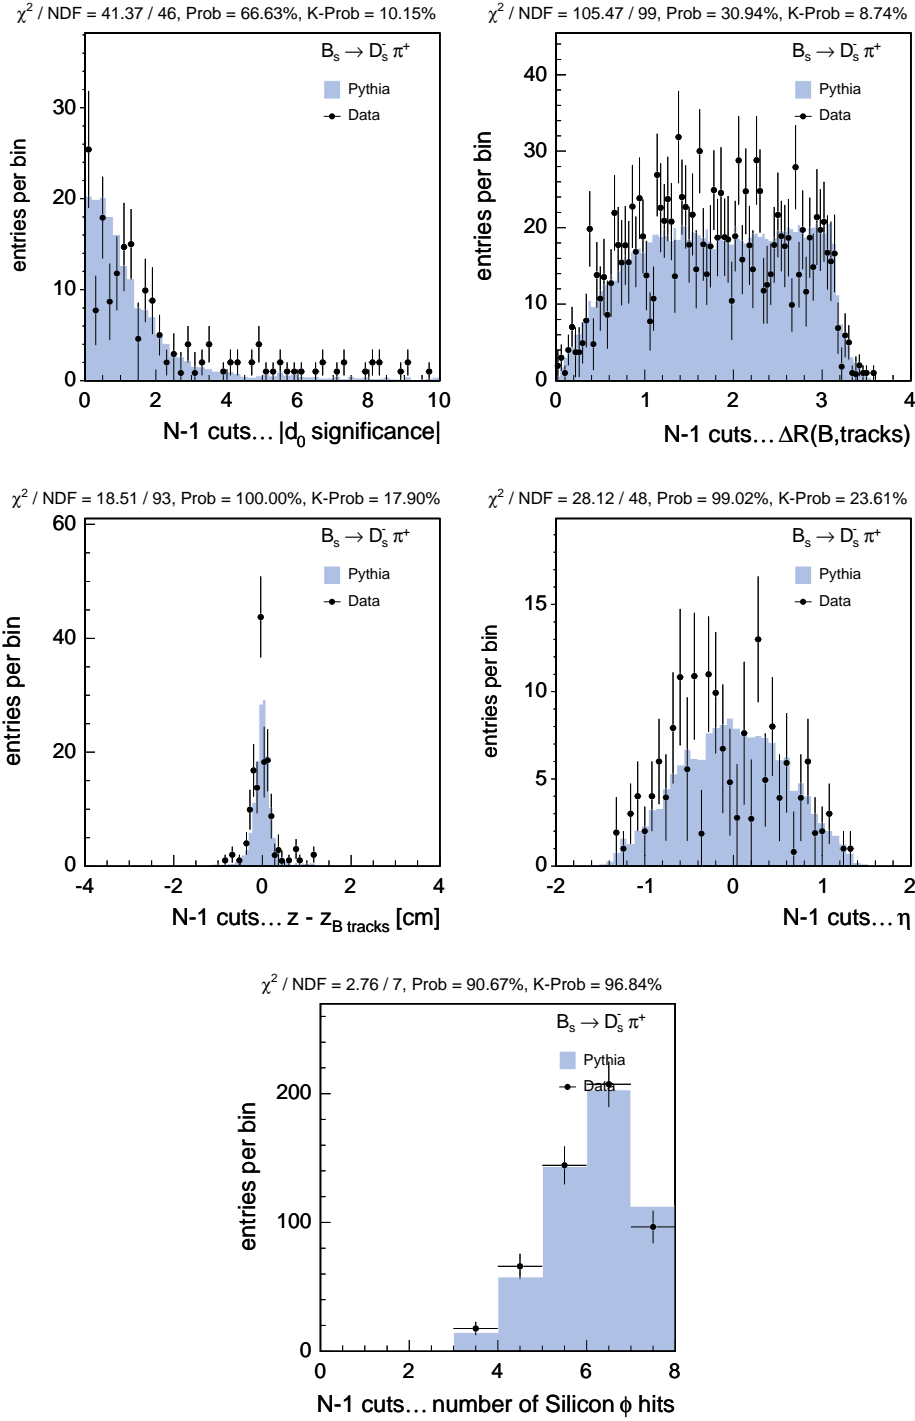 χ² / NDF = 41.37 / 46, Prob = 66.63%, K-Prob = 10.15%
Bₛ → Dₛ⁻ π⁺
Pythia
Data
entries per bin
30
20
10
0
0 2 4 6 8 10
N-1 cuts… |d₀ significance|
χ² / NDF = 105.47 / 99, Prob = 30.94%, K-Prob = 8.74%
Bₛ → Dₛ⁻ π⁺
Pythia
Data
entries per bin
40
30
20
10
0
0 1 2 3 4
N-1 cuts… ΔR(B,tracks)
χ² / NDF = 18.51 / 93, Prob = 100.00%, K-Prob = 17.90%
Bₛ → Dₛ⁻ π⁺
Pythia
Data
entries per bin
60
40
20
0
-4 -2 0 2 4
N-1 cuts… z - z_B tracks [cm]
χ² / NDF = 28.12 / 48, Prob = 99.02%, K-Prob = 23.61%
Bₛ → Dₛ⁻ π⁺
Pythia
Data
entries per bin
15
10
5
0
-2 -1 0 1 2
N-1 cuts… η
χ² / NDF = 2.76 / 7, Prob = 90.67%, K-Prob = 96.84%
Bₛ → Dₛ⁻ π⁺
Pythia
Data
entries per bin
200
100
0
0 2 4 6 8
N-1 cuts… number of Silicon ϕ hits